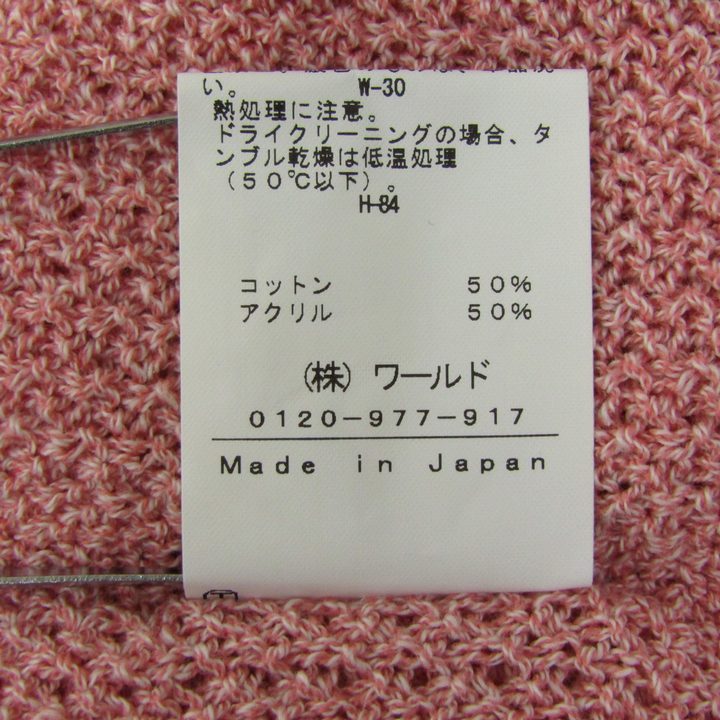 い。 W-30
熱処理に注意。
ドライクリーニングの場合、タ
ンブル乾燥は低温処理
（５０℃以下）。
H-84
コットン ５０％
アクリル ５０％
（株）ワールド
０１２０－９７７－９１７
Ｍａｄｅ ｉｎ Ｊａｐａｎ